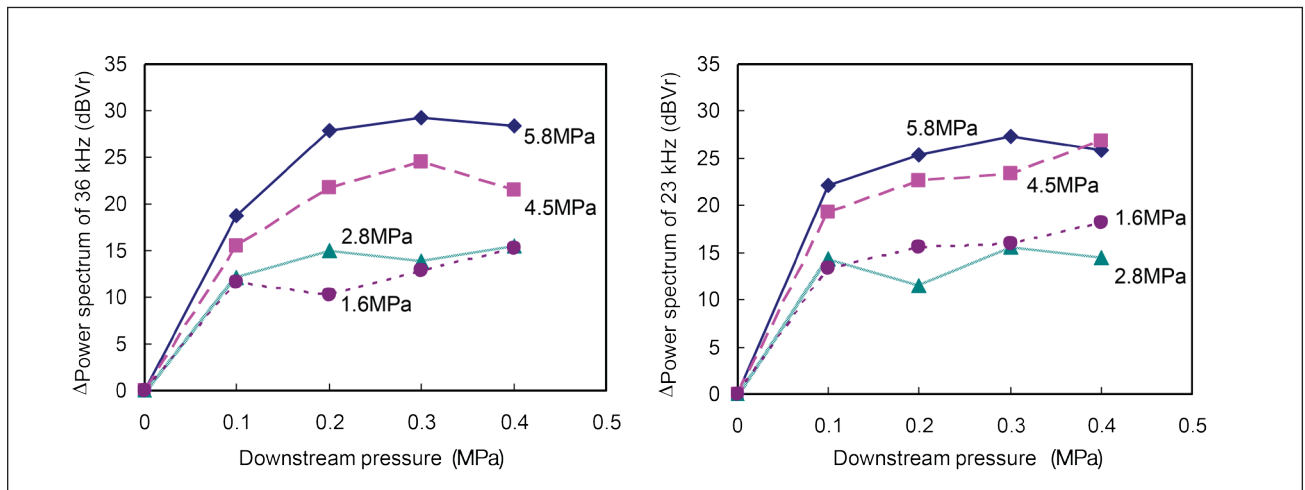 ΔPower spectrum of 36 kHz (dBVr)
35
30
25
20
15
10
5
0
5.8MPa
4.5MPa
2.8MPa
1.6MPa
0 0.1 0.2 0.3 0.4 0.5
Downstream pressure (MPa)
ΔPower spectrum of 23 kHz (dBVr)
35
30
25
20
15
10
5
0
5.8MPa
4.5MPa
1.6MPa
2.8MPa
0 0.1 0.2 0.3 0.4 0.5
Downstream pressure (MPa)